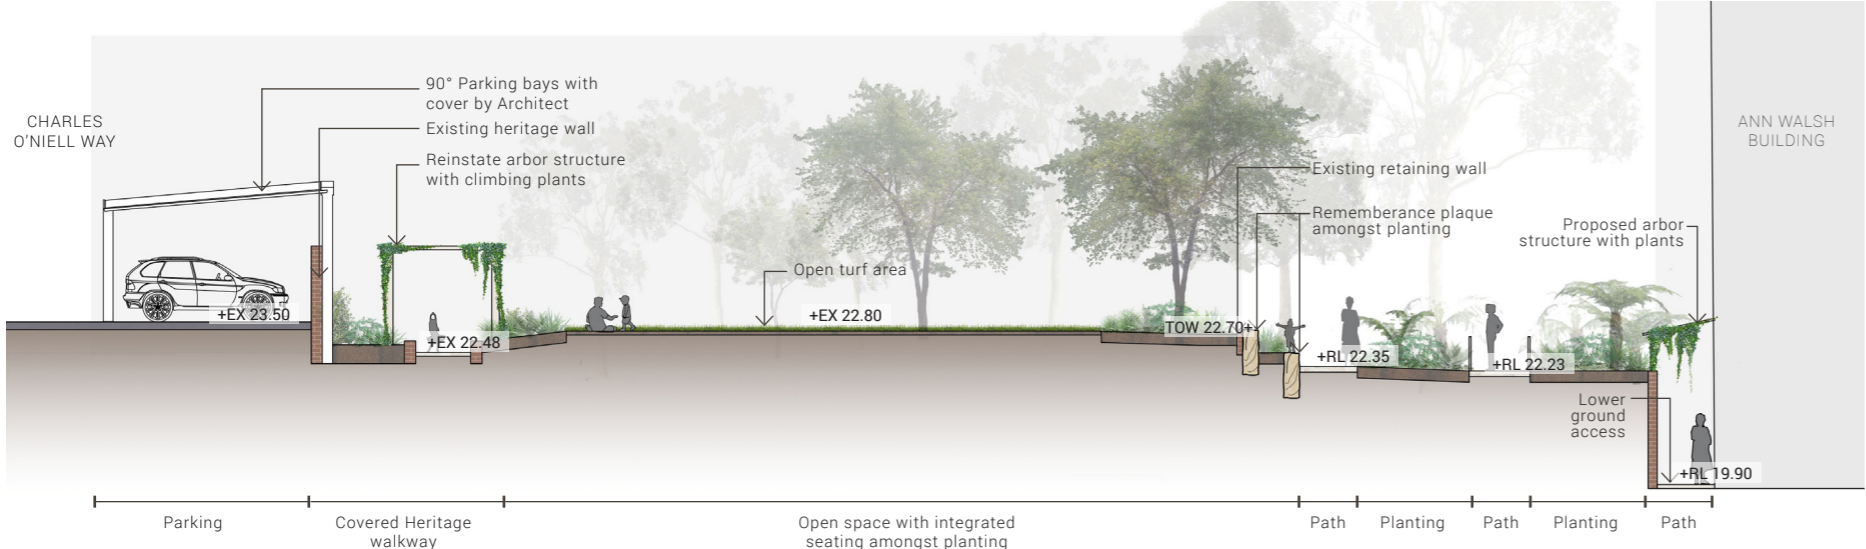 CHARLES
O'NIELL WAY
90° Parking bays with
cover by Architect
Existing heritage wall
Reinstate arbor structure
with climbing plants
Open turf area
Existing retaining wall
Rememberance plaque
amongst planting
Proposed arbor
structure with plants
ANN WALSH
BUILDING
+EX 23.50
+EX 22.48
+EX 22.80
TOW 22.70+
+RL 22.35
+RL 22.23
Lower
ground
access
+RL 19.90
Parking
Covered Heritage
walkway
Open space with integrated
seating amongst planting
Path
Planting
Path
Planting
Path